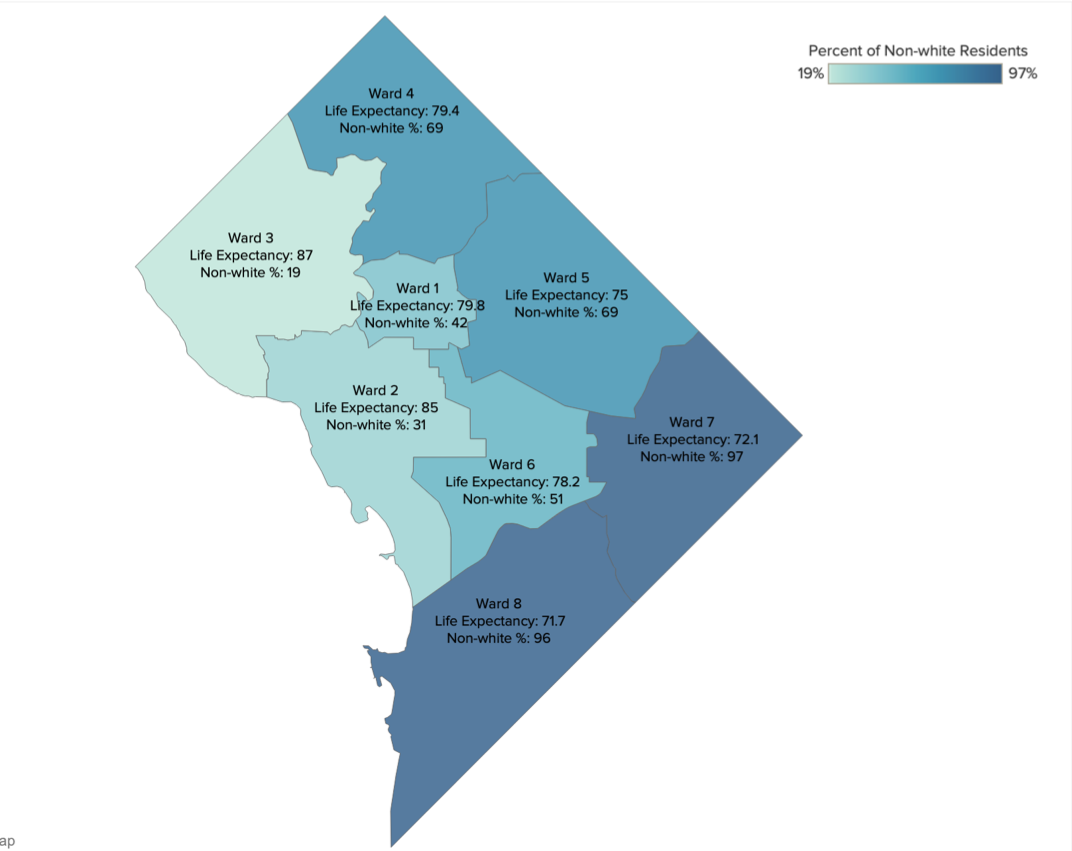 Percent of Non-white Residents
19% 97%
Ward 4
Life Expectancy: 79.4
Non-white %: 69
Ward 3
Life Expectancy: 87
Non-white %: 19
Ward 5
Life Expectancy: 75
Non-white %: 69
Ward 1
Life Expectancy: 79.8
Non-white %: 42
Ward 2
Life Expectancy: 85
Non-white %: 31
Ward 7
Life Expectancy: 72.1
Non-white %: 97
Ward 6
Life Expectancy: 78.2
Non-white %: 51
Ward 8
Life Expectancy: 71.7
Non-white %: 96
ap